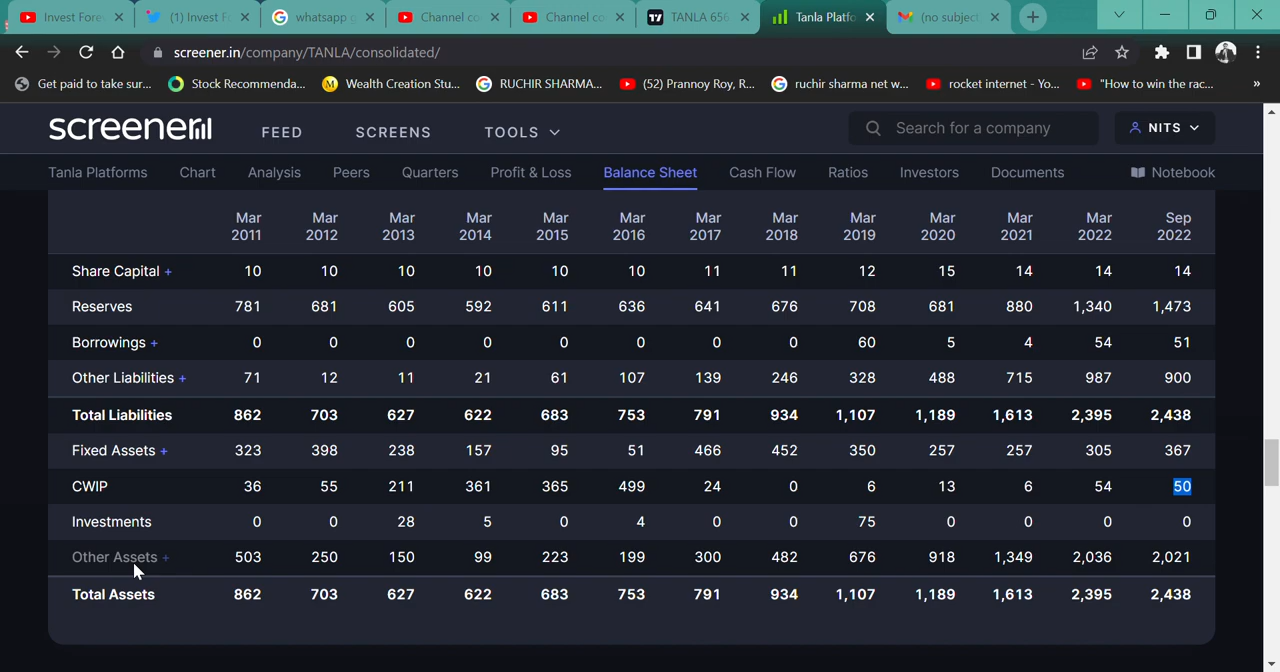 Invest Fores
(1) Invest F
whatsapp g
Channel co
Channel co
TANLA 656
Tanla Platfo
(no subject
screener.in/company/TANLA/consolidated/
Get paid to take sur...
Stock Recommenda...
Wealth Creation Stu...
RUCHIR SHARMA...
(52) Prannoy Roy, R...
ruchir sharma net w...
rocket internet - Yo...
"How to win the rac...
»
screener
FEED
SCREENS
TOOLS
Search for a company
NITS
Tanla Platforms
Chart
Analysis
Peers
Quarters
Profit & Loss
Balance Sheet
Cash Flow
Ratios
Investors
Documents
Notebook
Mar 2011 Mar 2012 Mar 2013 Mar 2014 Mar 2015 Mar 2016 Mar 2017 Mar 2018 Mar 2019 Mar 2020 Mar 2021 Mar 2022 Sep 2022
Share Capital + 10 10 10 10 10 10 11 11 12 15 14 14 14
Reserves 781 681 605 592 611 636 641 676 708 681 880 1,340 1,473
Borrowings + 0 0 0 0 0 0 0 0 60 5 4 54 51
Other Liabilities + 71 12 11 21 61 107 139 246 328 488 715 987 900
Total Liabilities 862 703 627 622 683 753 791 934 1,107 1,189 1,613 2,395 2,438
Fixed Assets + 323 398 238 157 95 51 466 452 350 257 257 305 367
CWIP 36 55 211 361 365 499 24 0 6 13 6 54 50
Investments 0 0 28 5 0 4 0 0 75 0 0 0 0
Other Assets + 503 250 150 99 223 199 300 482 676 918 1,349 2,036 2,021
Total Assets 862 703 627 622 683 753 791 934 1,107 1,189 1,613 2,395 2,438